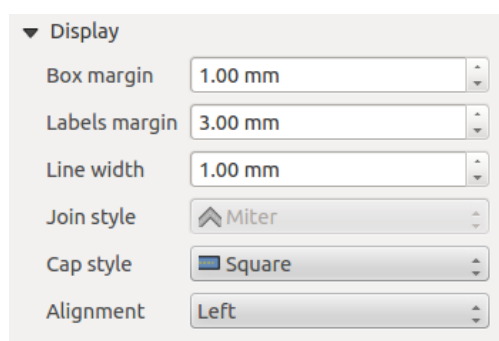 Display
Box margin 1.00 mm
Labels margin 3.00 mm
Line width 1.00 mm
Join style Miter
Cap style Square
Alignment Left